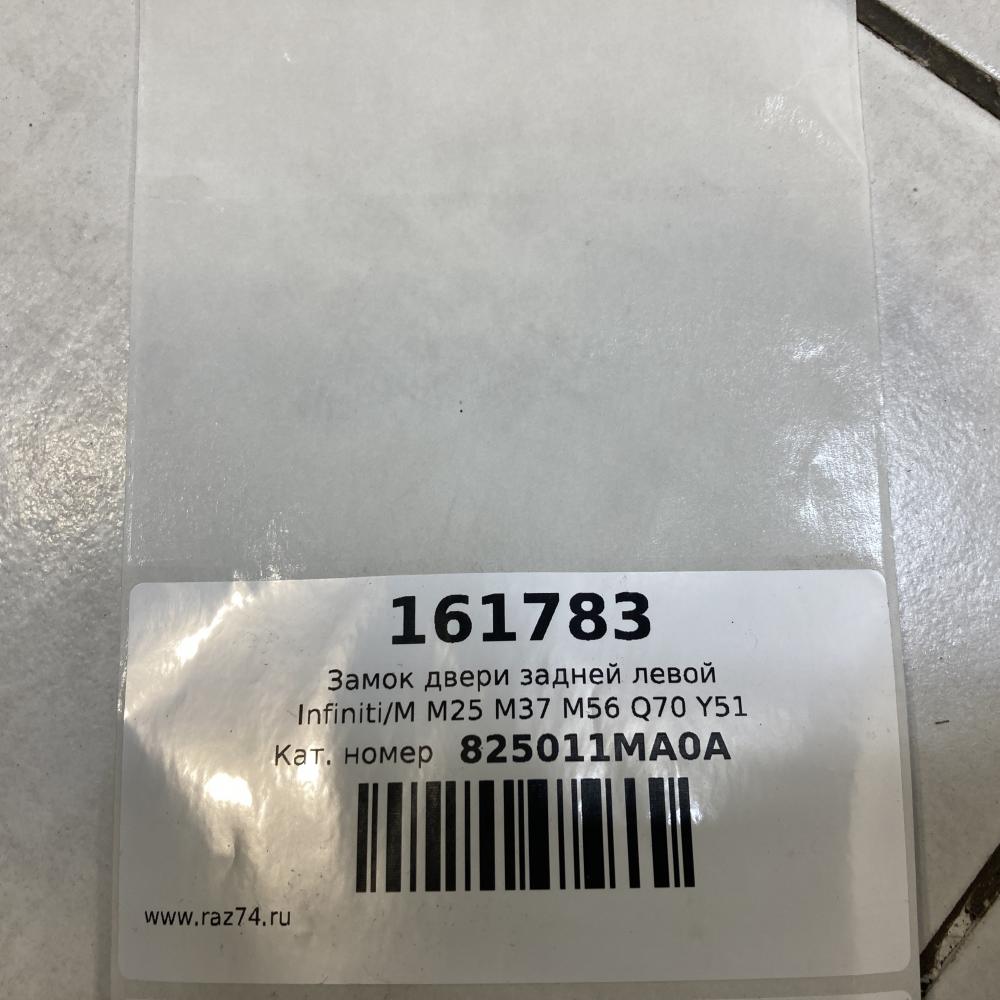 161783
Замок двери задней левой
Infiniti/M M25 M37 M56 Q70 Y51
Кат. номер 825011MA0A
www.raz74.ru